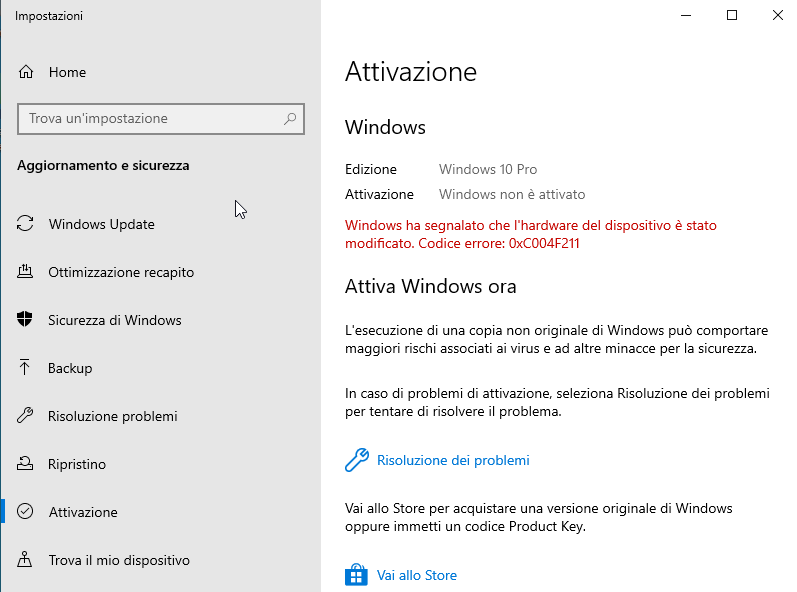 Impostazioni
Home
Trova un'impostazione
Aggiornamento e sicurezza
Windows Update
Ottimizzazione recapito
Sicurezza di Windows
Backup
Risoluzione problemi
Ripristino
Attivazione
Trova il mio dispositivo
Attivazione
Windows
Edizione Windows 10 Pro
Attivazione Windows non è attivato
Windows ha segnalato che l'hardware del dispositivo è stato
modificato. Codice errore: 0xC004F211
Attiva Windows ora
L'esecuzione di una copia non originale di Windows può comportare
maggiori rischi associati ai virus e ad altre minacce per la sicurezza.
In caso di problemi di attivazione, seleziona Risoluzione dei problemi
per tentare di risolvere il problema.
Risoluzione dei problemi
Vai allo Store per acquistare una versione originale di Windows
oppure immetti un codice Product Key.
Vai allo Store